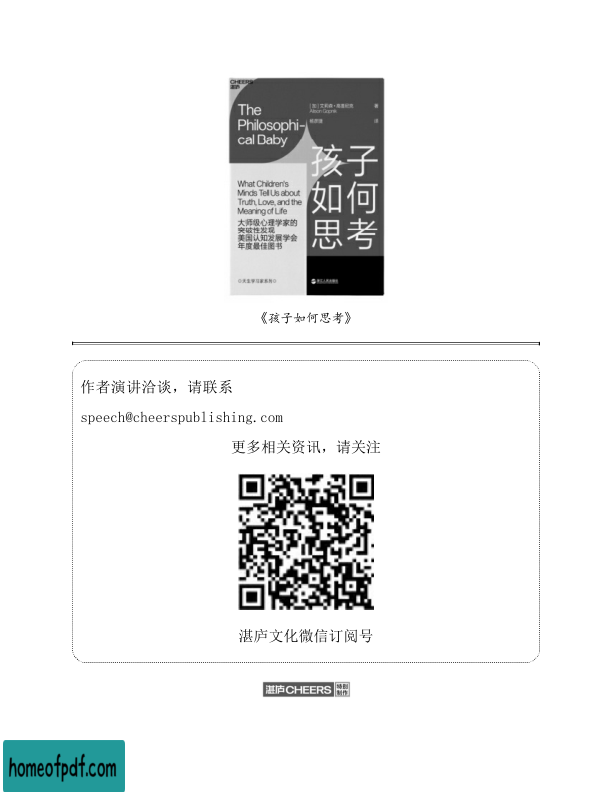 CHEERS
湛庐
The
Philosophi-
cal Baby
[加] 艾莉森·高普尼克 著
Alison Gopnik
杨彦捷 译
孩子
如何
思考
What Children's
Minds Tell Us about
Truth, Love, and the
Meaning of Life
大师级心理学家的
突破性发现
美国认知发展学会
年度最佳图书
浙江人民出版社
《孩子如何思考》
作者演讲洽谈，请联系
speech@cheerspublishing.com
更多相关资讯，请关注
湛庐文化微信订阅号
湛庐CHEERS 特别制作
homeofpdf.com